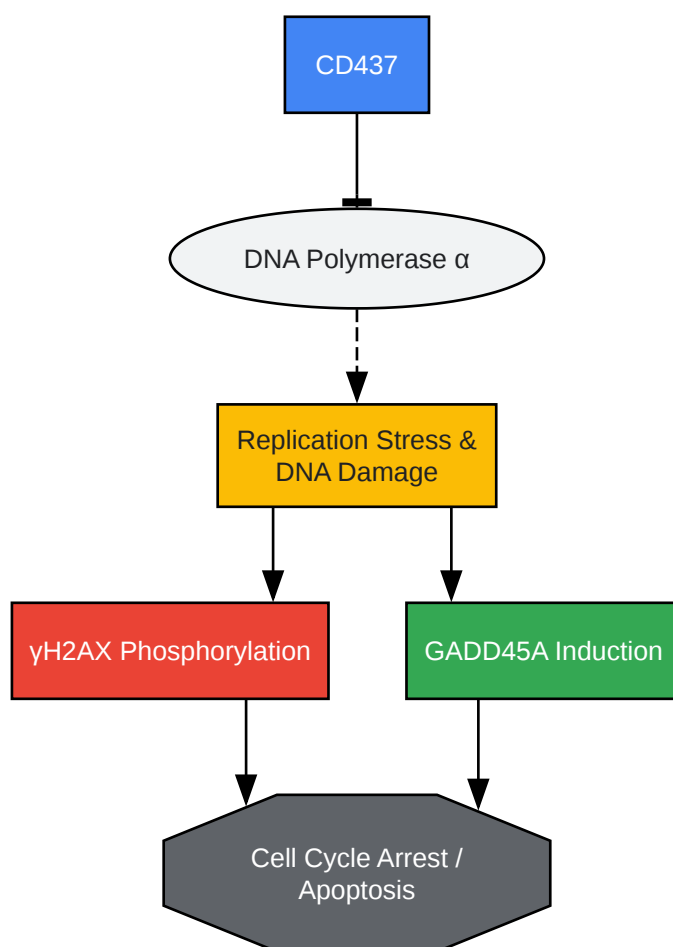 CD437
DNA Polymerase α
Replication Stress &
DNA Damage
γH2AX Phosphorylation
GADD45A Induction
Cell Cycle Arrest /
Apoptosis